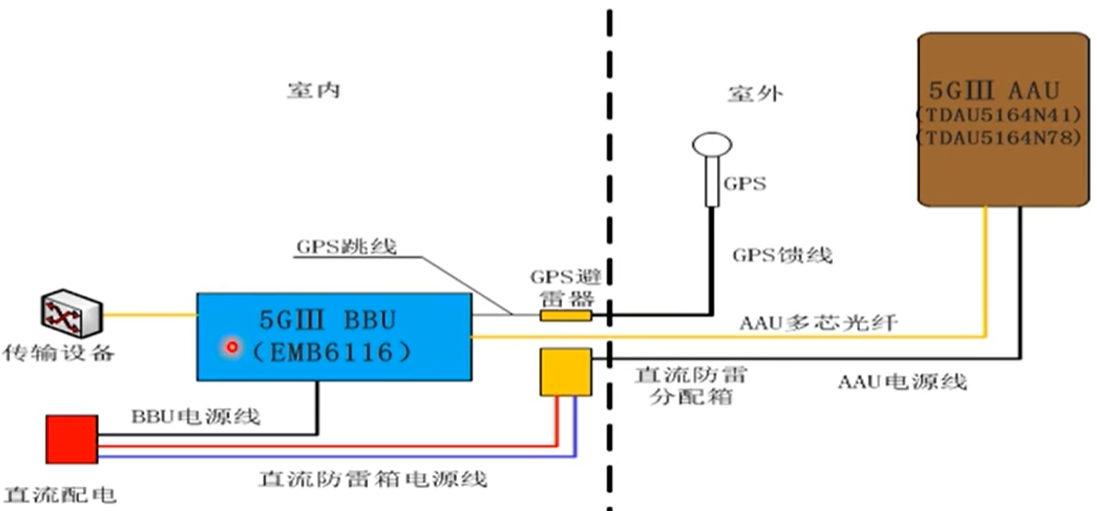 室内
室外
5GⅢ AAU
(TDAU5164N41)
(TDAU5164N78)
GPS
GPS跳线
GPS馈线
GPS避
雷器
5GⅢ BBU
(EMB6116)
AAU多芯光纤
传输设备
直流防雷
分配箱
AAU电源线
BBU电源线
直流防雷箱电源线
直流配电